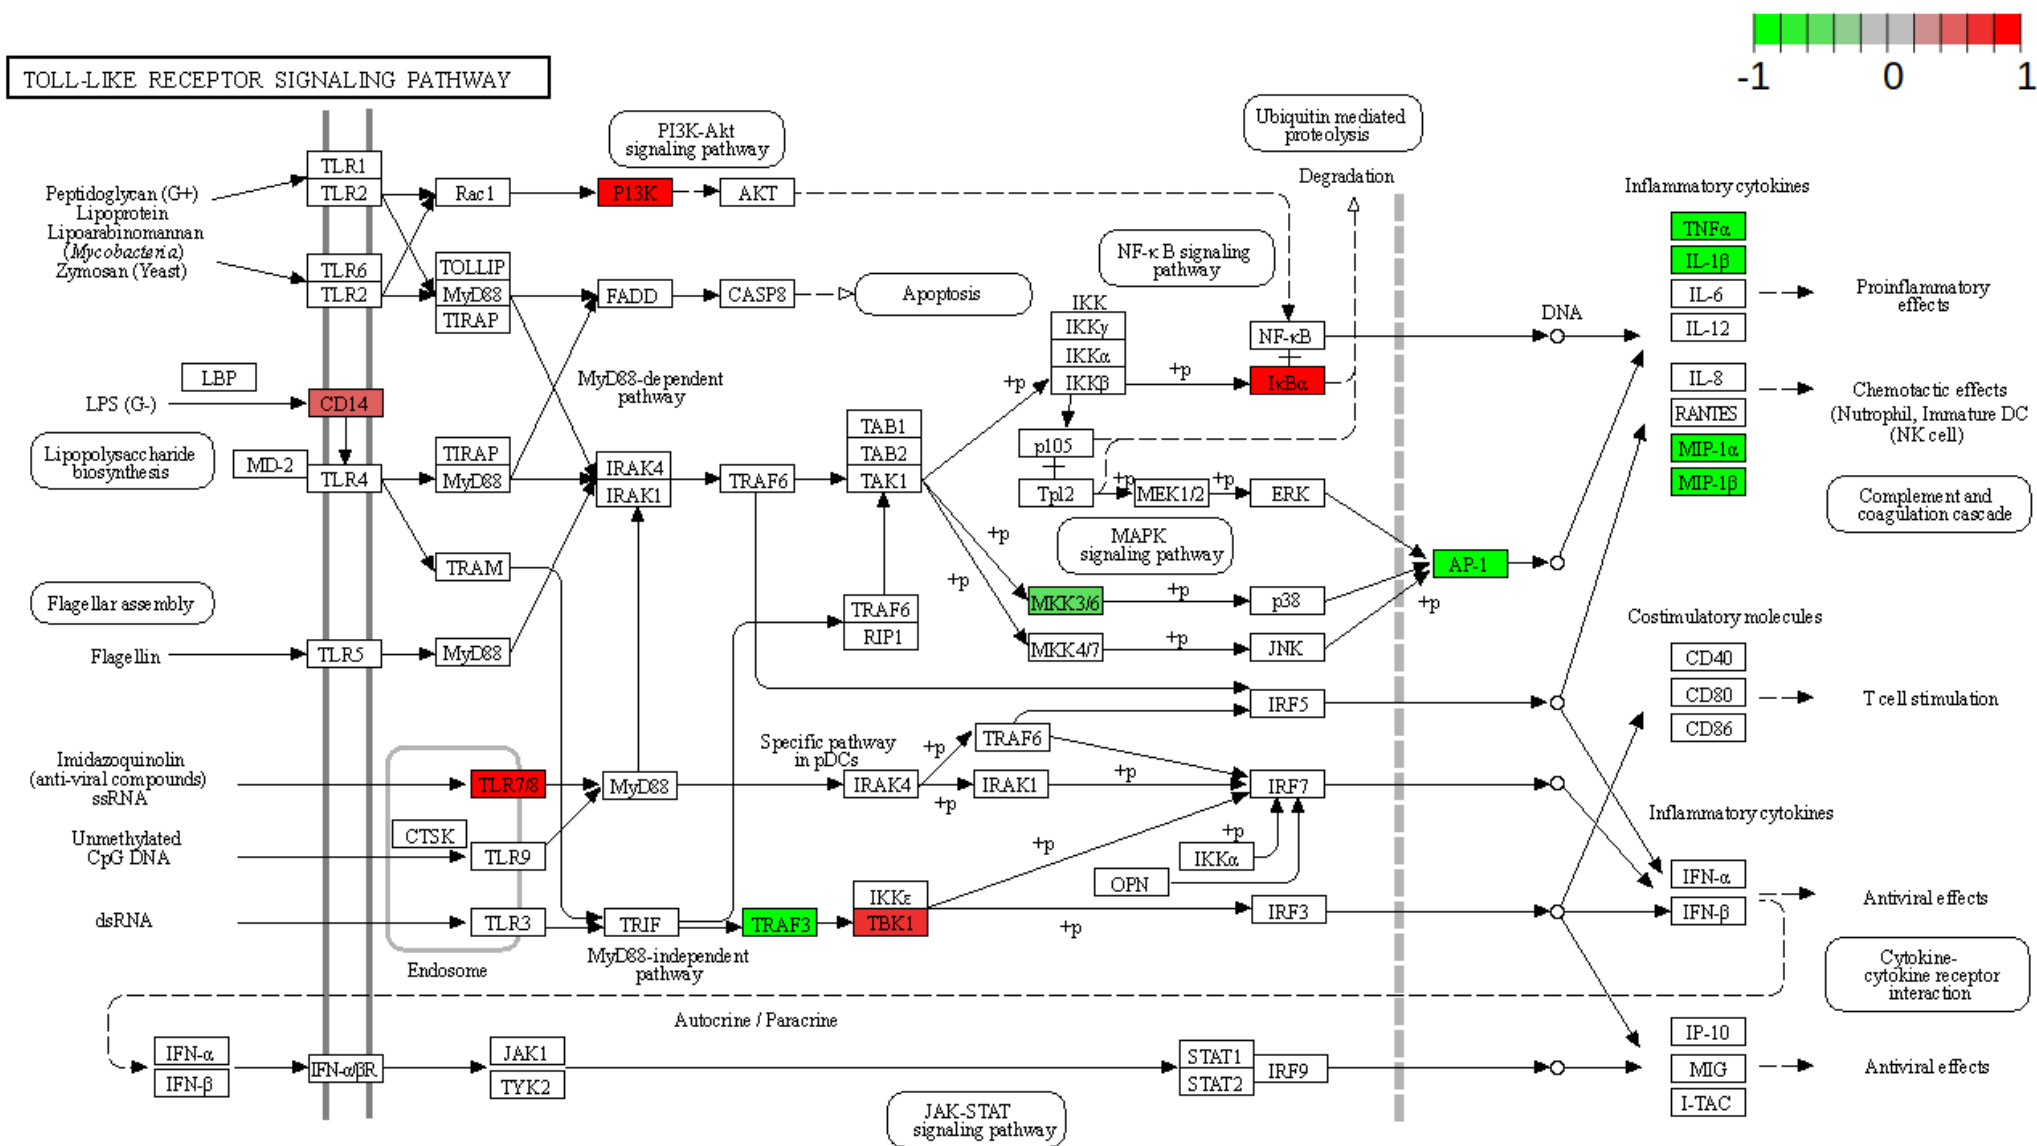 -1 0 1
TOLL-LIKE RECEPTOR SIGNALING PATHWAY
PI3K-Akt
signaling pathway
Ubiquitin mediated
proteolysis
Degradation
Inflammatory cytokines
Peptidoglycan (G+)
Lipoprotein
Lipoarabinomannan
(Mycobacteria)
Zymosan (Yeast)
TLR1
TLR2
Rac1
P13K
AKT
TLR6
TLR2
TOLLIP
MyD88
TIRAP
FADD
CASP8
Apoptosis
NF-κB signaling
pathway
IKK
IKKγ
IKKα
IKKβ
NF-κB
IκBα
+p
+p
DNA
TNFα
IL-1β
IL-6
IL-12
Proinflammatory
effects
IL-8
RANTES
MIP-1α
MIP-1β
Chemotactic effects
(Nutrophil, Immature DC
(NK cell)
Complement and
coagulation cascade
LBP
LPS (G-)
CD14
MyD88-dependent
pathway
Lipopolysaccharide
biosynthesis
MD-2
TLR4
TIRAP
MyD88
IRAK4
IRAK1
TRAF6
TAB1
TAB2
TAK1
p105
Tpl2
+p
MEK1/2
+p
ERK
MAPK
signaling pathway
AP-1
TRAM
+p
+p
MKK3/6
+p
p38
+p
MKK4/7
+p
JNK
TRAF6
RIP1
Flagellar assembly
Flagellin
TLR5
MyD88
Costimulatory molecules
CD40
CD80
CD86
T cell stimulation
IRF5
Specific pathway
in pDCs
TRAF6
+p
Imidazoquinolin
(anti-viral compounds)
ssRNA
TLR7/8
MyD88
IRAK4
+p
IRAK1
+p
IRF7
Unmethylated
CpG DNA
CTSK
TLR9
+p
+p
IKKα
OPN
Inflammatory cytokines
IFN-α
IFN-β
Antiviral effects
dsRNA
TLR3
TRIF
TRAF3
IKKε
TBK1
+p
IRF3
Endosome
MyD88-independent
pathway
Cytokine-
cytokine receptor
interaction
Autocrine / Paracrine
IFN-α
IFN-β
IFN-α/βR
JAK1
TYK2
STAT1
STAT2
IRF9
IP-10
MIG
I-TAC
Antiviral effects
JAK-STAT
signaling pathway